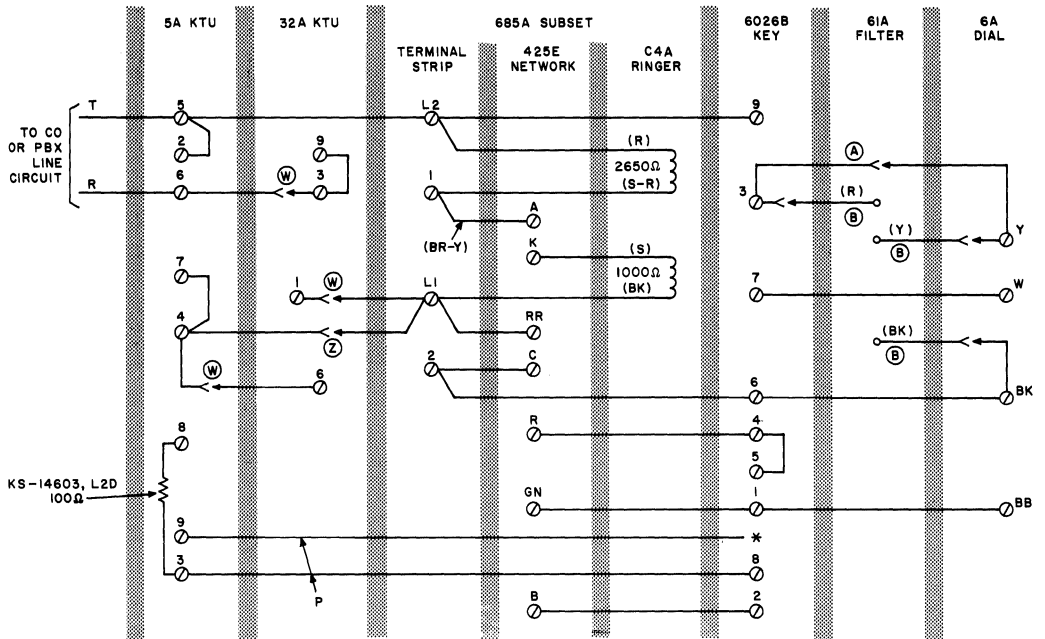 5A KTU
32A KTU
685A SUBSET
TERMINAL
STRIP
425E
NETWORK
C4A
RINGER
6026B
KEY
61A
FILTER
6A
DIAL
T
5
L2
9
TO CO
OR PBX
LINE
CIRCUIT
2
9
(R)
2650Ω
(S-R)
A
R
6
W
3
1
3
(R)
B
A
(BR-Y)
K
(S)
(Y)
B
Y
7
1000Ω
(BK)
1
W
L1
7
W
4
Z
RR
(BK)
B
W
6
2
C
6
BK
8
R
4
5
KS-14603, L2D
100Ω
GN
1
BB
9
*
3
8
P
B
2